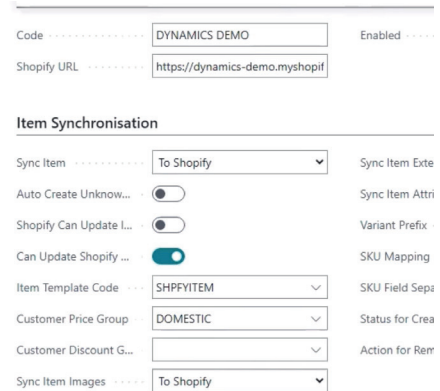 Code DYNAMICS DEMO Enabled
Shopify URL https://dynamics-demo.myshopif
Item Synchronisation
Sync Item To Shopify Sync Item Exte
Auto Create Unknow... Sync Item Attri
Shopify Can Update I... Variant Prefix
Can Update Shopify ... SKU Mapping
Item Template Code SHPFYITEM SKU Field Sepa
Customer Price Group DOMESTIC Status for Crea
Customer Discount G... Action for Rem
Sync Item Images To Shopify